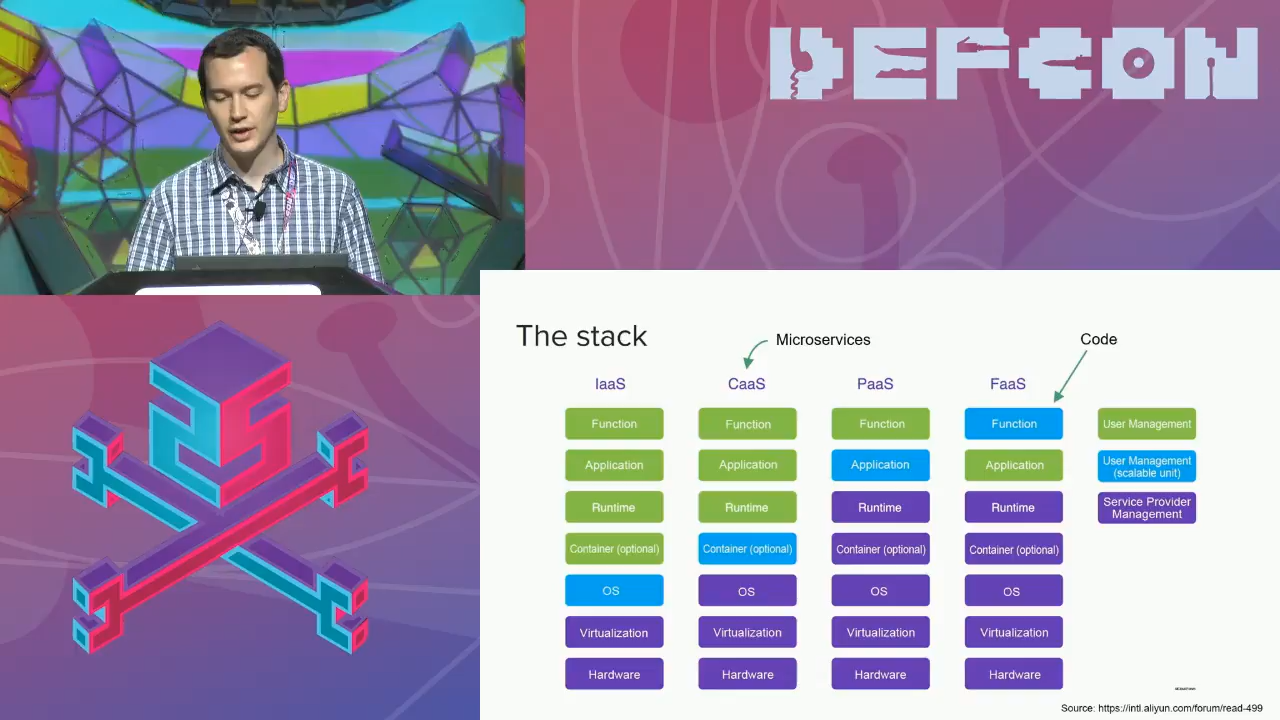 DEFCON
The stack
Microservices
Code
IaaS
CaaS
PaaS
FaaS
Function
Function
Function
Function
User Management
Application
Application
Application
Application
User Management
(scalable unit)
Runtime
Runtime
Runtime
Runtime
Service Provider
Management
Container (optional)
Container (optional)
Container (optional)
Container (optional)
OS
OS
OS
OS
Virtualization
Virtualization
Virtualization
Virtualization
Hardware
Hardware
Hardware
Hardware
Source: https://intl.aliyun.com/forum/read-499